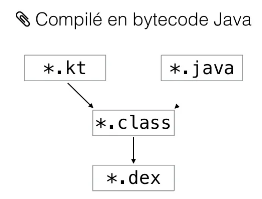 📎 Compilé en bytecode Java
*.kt
*.java
*.class
*.dex